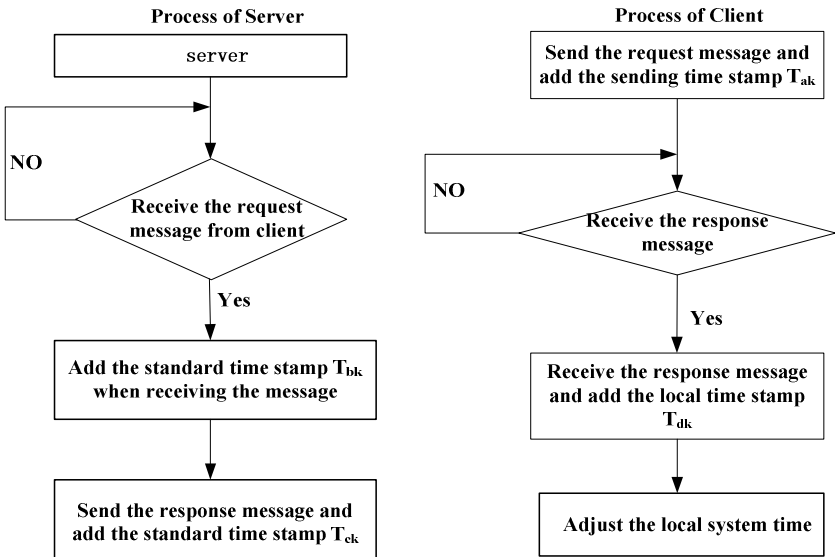 Process of Server
server
NO
Receive the request
message from client
Yes
Add the standard time stamp Tbk
when receiving the message
Send the response message and
add the standard time stamp Tck
Process of Client
Send the request message and
add the sending time stamp Tak
NO
Receive the response
message
Yes
Receive the response message
and add the local time stamp
Tdk
Adjust the local system time